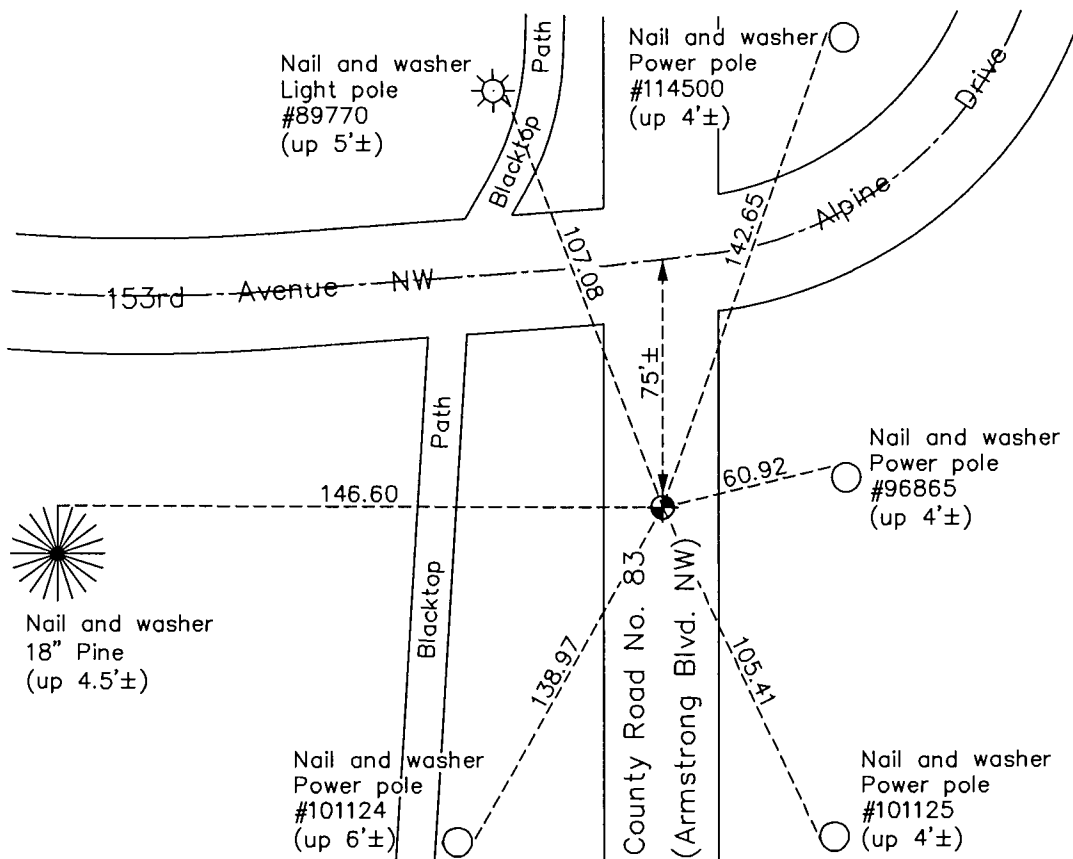 Path
Nail and washer
Light pole
#89770
(up 5'±)
Nail and washer
Power pole
#114500
(up 4'±)
Blacktop
Drive
Alpine
107.08
142.65
153rd Avenue NW
75'±
Path
Blacktop
146.60
60.92
Nail and washer
Power pole
#96865
(up 4'±)
Nail and washer
18" Pine
(up 4.5'±)
County Road No. 83
(Armstrong Blvd. NW)
138.97
105.41
Nail and washer
Power pole
#101124
(up 6'±)
Nail and washer
Power pole
#101125
(up 4'±)